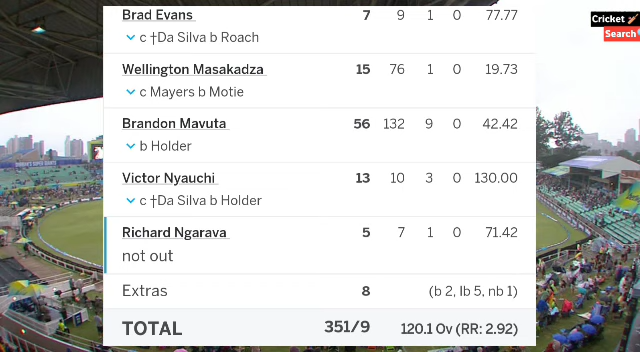 Cricket
Search
Brad Evans 7 9 1 0 77.77
c †Da Silva b Roach
Wellington Masakadza 15 76 1 0 19.73
c Mayers b Motie
Brandon Mavuta 56 132 9 0 42.42
b Holder
Victor Nyauchi 13 10 3 0 130.00
c †Da Silva b Holder
Richard Ngarava 5 7 1 0 71.42
not out
Extras 8 (b 2, lb 5, nb 1)
TOTAL 351/9 120.1 Ov (RR: 2.92)